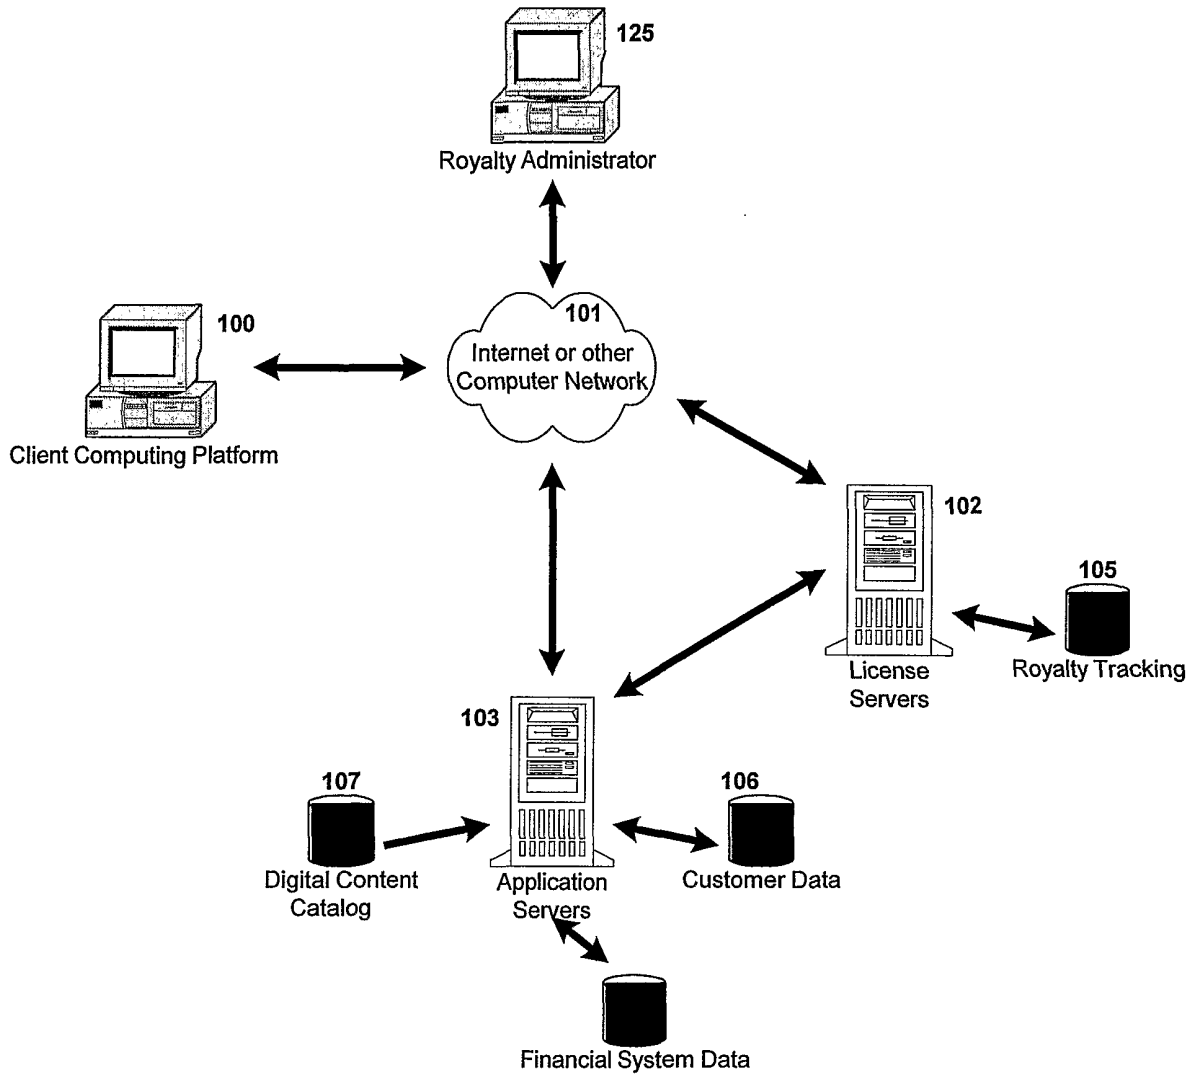 125
Royalty Administrator
100
Client Computing Platform
101
Internet or other
Computer Network
102
License
Servers
105
Royalty Tracking
103
Application
Servers
107
Digital Content
Catalog
106
Customer Data
Financial System Data